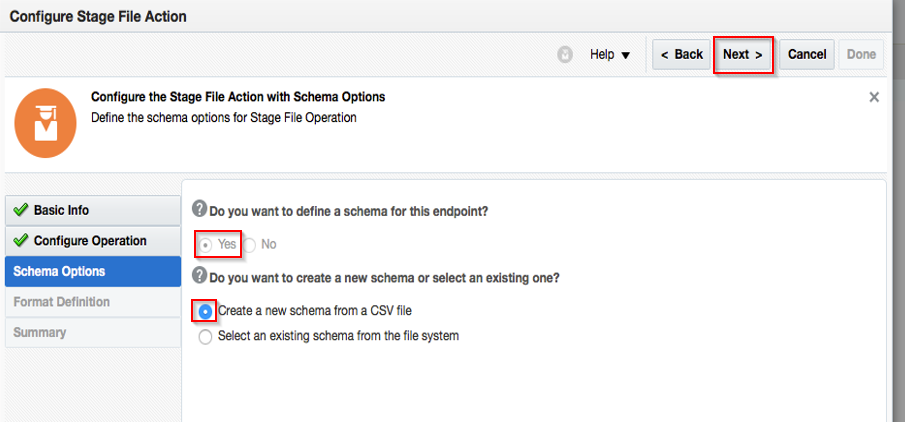 Configure Stage File Action
Help
< Back
Next >
Cancel
Done
Configure the Stage File Action with Schema Options
Define the schema options for Stage File Operation
Basic Info
Configure Operation
Schema Options
Format Definition
Summary
? Do you want to define a schema for this endpoint?
Yes No
? Do you want to create a new schema or select an existing one?
Create a new schema from a CSV file
Select an existing schema from the file system